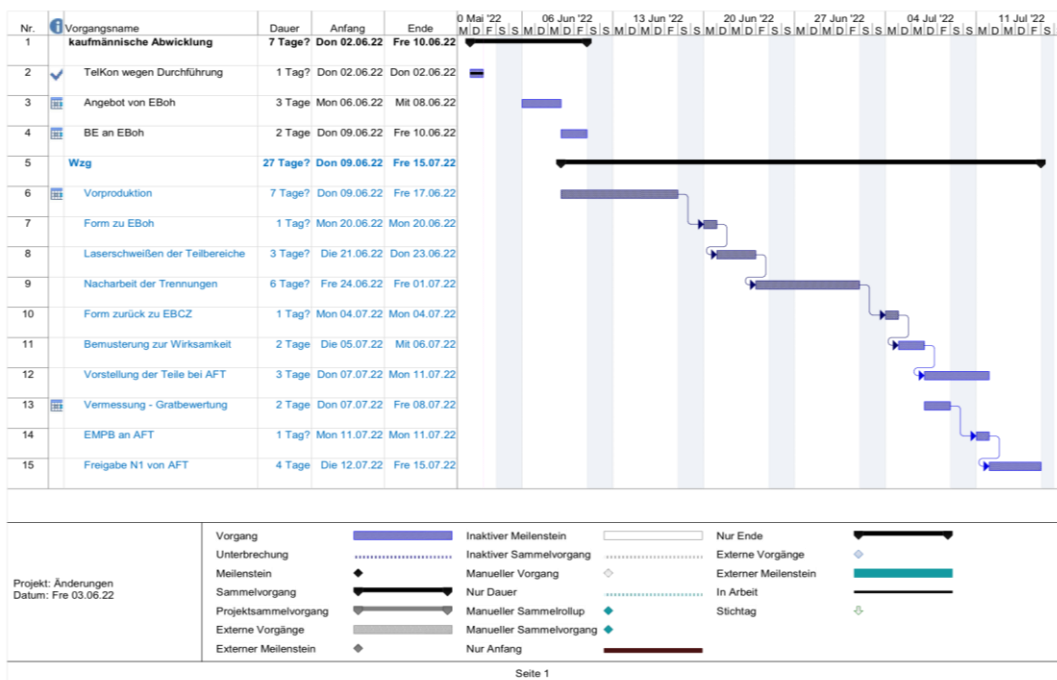 Nr. Vorgangsname Dauer Anfang Ende
0 Mai '22 06 Jun '22 13 Jun '22 20 Jun '22 27 Jun '22 04 Jul '22 11 Jul '22
M D F S S M D M D F S S M D M D F S S M D M D F S S M D M D F S S M D M D F S S M D M D F S
1 kaufmännische Abwicklung 7 Tage? Don 02.06.22 Fre 10.06.22
2 TelKon wegen Durchführung 1 Tag? Don 02.06.22 Don 02.06.22
3 Angebot von EBoh 3 Tage Mon 06.06.22 Mit 08.06.22
4 BE an EBoh 2 Tage Don 09.06.22 Fre 10.06.22
5 Wzg 27 Tage? Don 09.06.22 Fre 15.07.22
6 Vorproduktion 7 Tage? Don 09.06.22 Fre 17.06.22
7 Form zu EBoh 1 Tag? Mon 20.06.22 Mon 20.06.22
8 Laserschweißen der Teilbereiche 3 Tage? Die 21.06.22 Don 23.06.22
9 Nacharbeit der Trennungen 6 Tage? Fre 24.06.22 Fre 01.07.22
10 Form zurück zu EBCZ 1 Tag? Mon 04.07.22 Mon 04.07.22
11 Bemusterung zur Wirksamkeit 2 Tage Die 05.07.22 Mit 06.07.22
12 Vorstellung der Teile bei AFT 3 Tage Don 07.07.22 Mon 11.07.22
13 Vermessung - Gratbewertung 2 Tage Don 07.07.22 Fre 08.07.22
14 EMPB an AFT 1 Tag? Mon 11.07.22 Mon 11.07.22
15 Freigabe N1 von AFT 4 Tage Die 12.07.22 Fre 15.07.22
Projekt: Änderungen
Datum: Fre 03.06.22
Vorgang
Unterbrechung
Meilenstein
Sammelvorgang
Projektsammelvorgang
Externe Vorgänge
Externer Meilenstein
Inaktiver Meilenstein
Inaktiver Sammelvorgang
Manueller Vorgang
Nur Dauer
Manueller Sammelrollup
Manueller Sammelvorgang
Nur Anfang
Nur Ende
Externe Vorgänge
Externer Meilenstein
In Arbeit
Stichtag
Seite 1